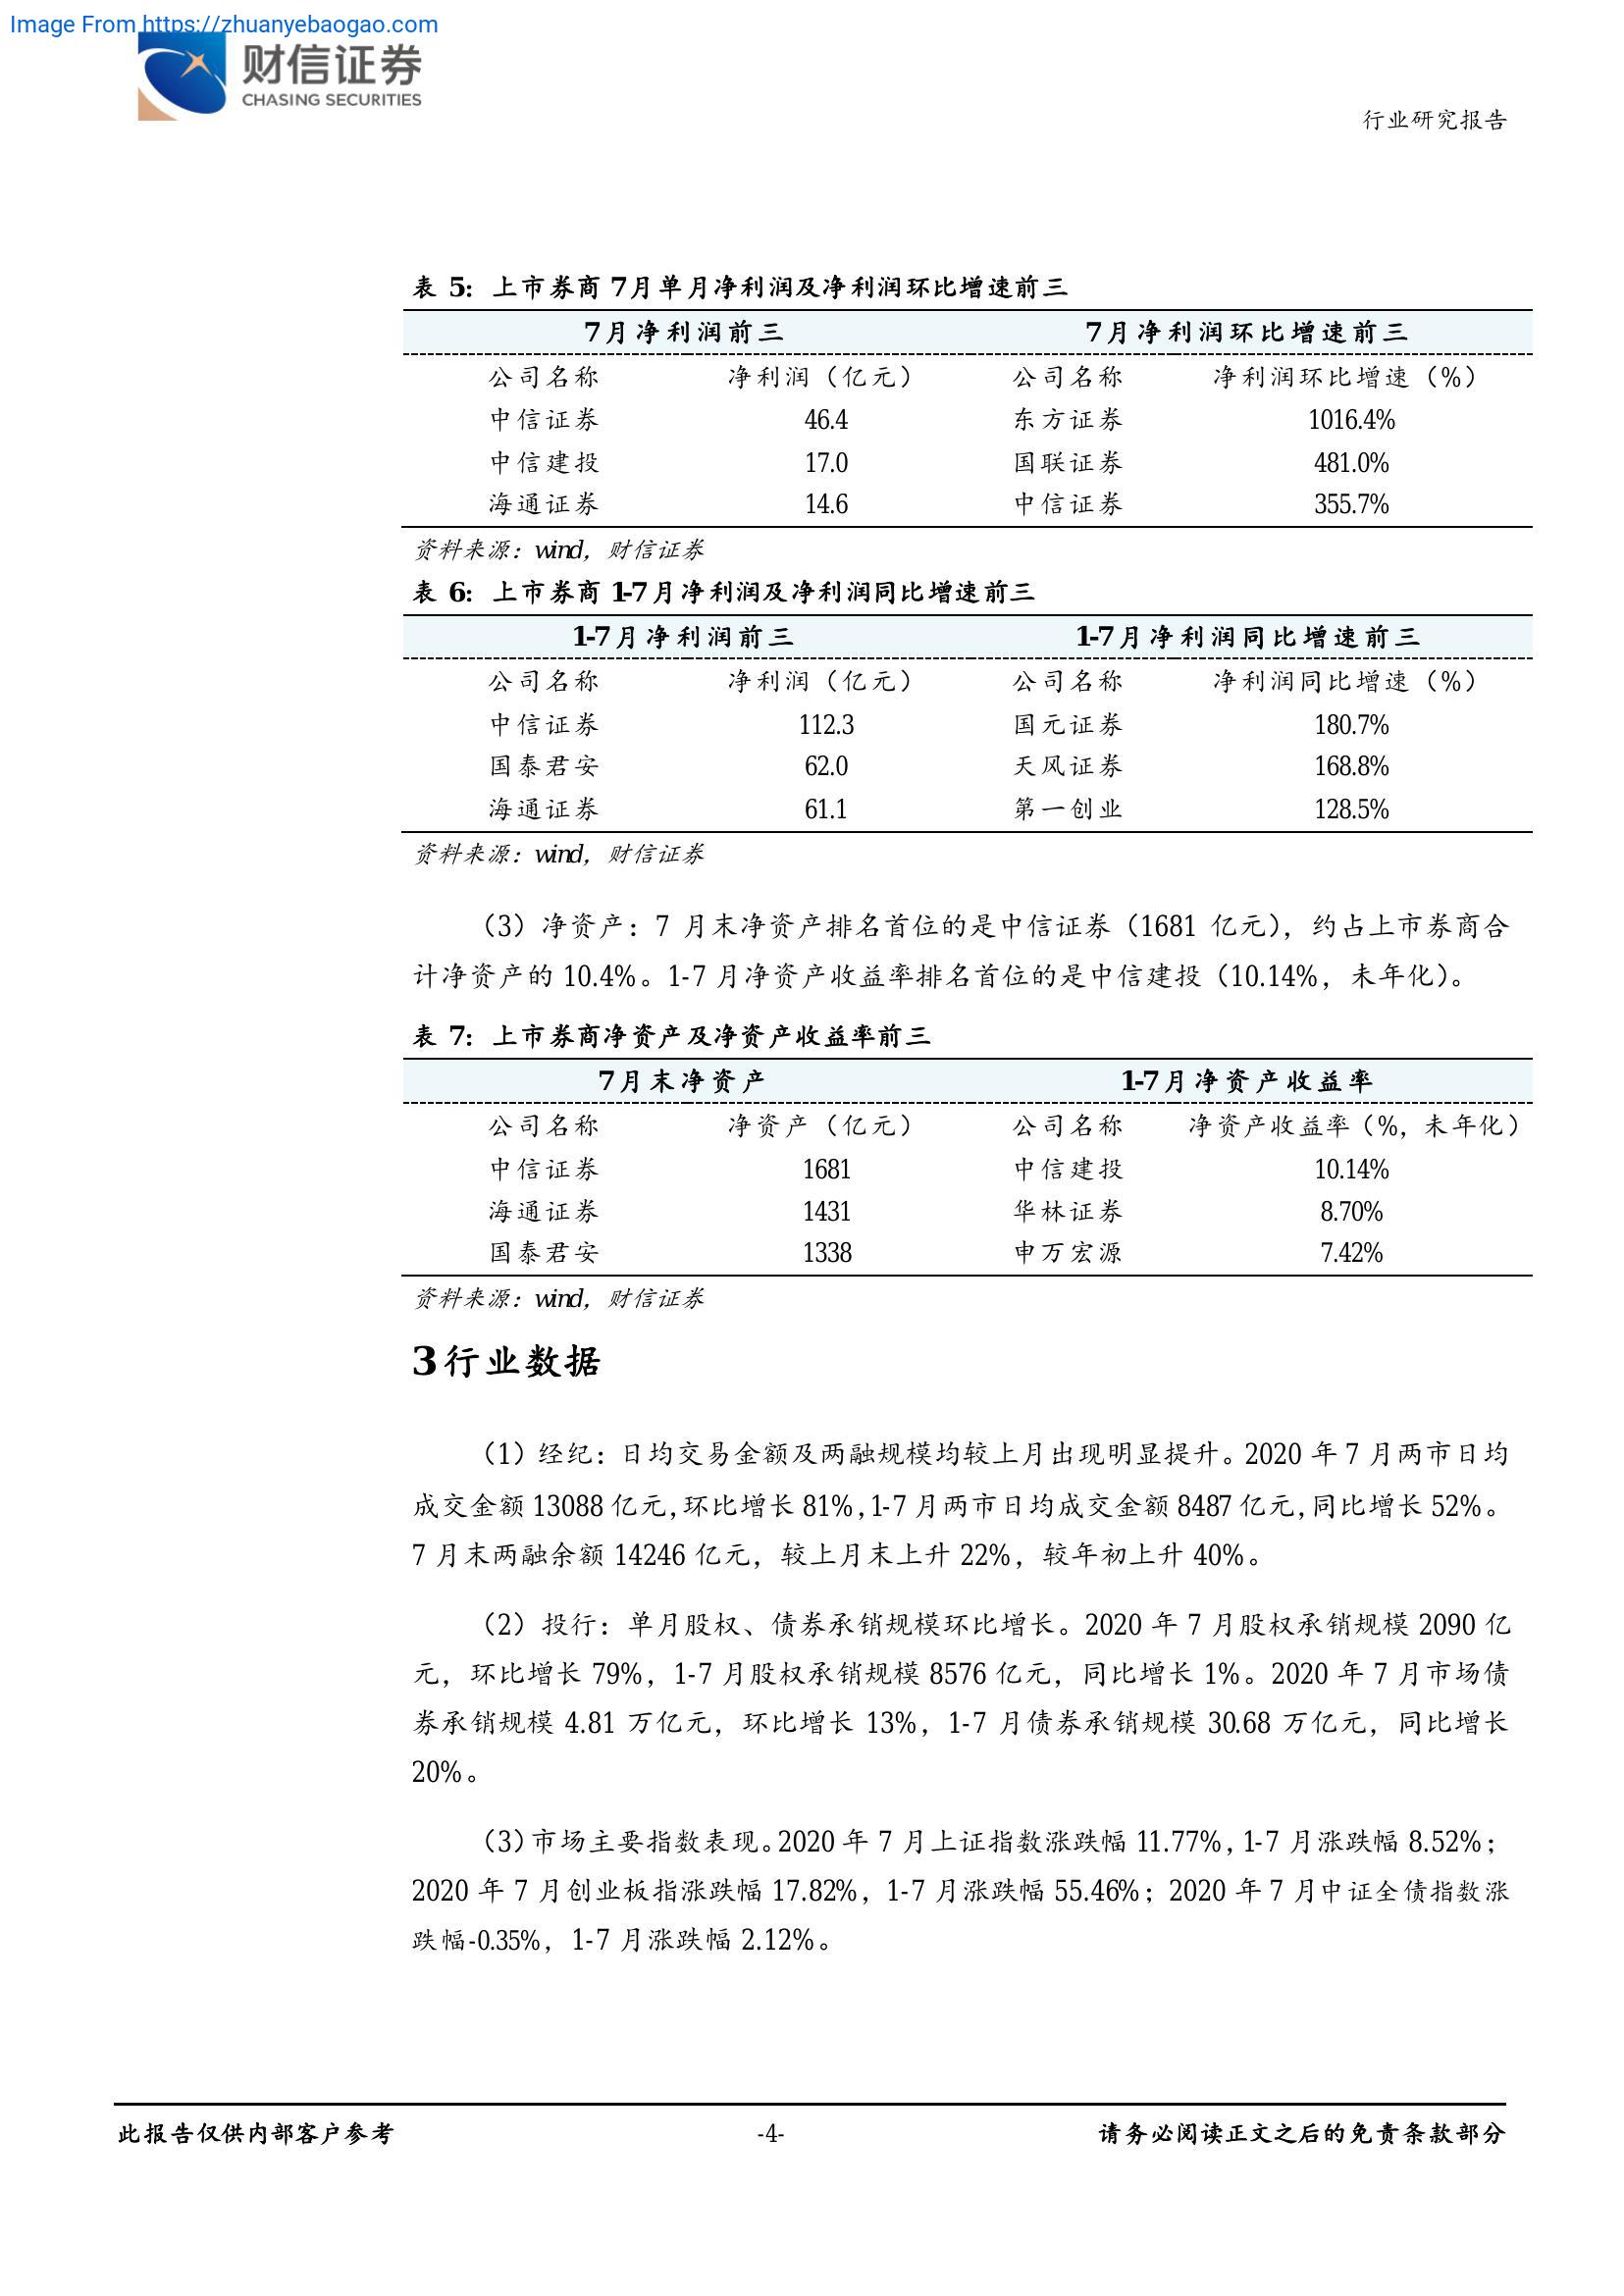 Image From https://zhuanyebaogao.com
财信证券
CHASING SECURITIES
行业研究报告
表 5：上市券商 7月单月净利润及净利润环比增速前三
7月净利润前三 7月净利润环比增速前三
公司名称 净利润（亿元） 公司名称 净利润环比增速（%）
中信证券 46.4 东方证券 1016.4%
中信建投 17.0 国联证券 481.0%
海通证券 14.6 中信证券 355.7%
资料来源：wind，财信证券
表 6：上市券商 1-7月净利润及净利润同比增速前三
1-7月净利润前三 1-7月净利润同比增速前三
公司名称 净利润（亿元） 公司名称 净利润同比增速（%）
中信证券 112.3 国元证券 180.7%
国泰君安 62.0 天风证券 168.8%
海通证券 61.1 第一创业 128.5%
资料来源：wind，财信证券
（3）净资产：7 月末净资产排名首位的是中信证券（1681 亿元），约占上市券商合
计净资产的 10.4%。1-7 月净资产收益率排名首位的是中信建投（10.14%，未年化）。
表 7：上市券商净资产及净资产收益率前三
7月末净资产 1-7月净资产收益率
公司名称 净资产（亿元） 公司名称 净资产收益率（%，未年化）
中信证券 1681 中信建投 10.14%
海通证券 1431 华林证券 8.70%
国泰君安 1338 申万宏源 7.42%
资料来源：wind，财信证券
3 行业数据
（1）经纪：日均交易金额及两融规模均较上月出现明显提升。2020 年 7 月两市日均
成交金额 13088 亿元，环比增长 81%，1-7 月两市日均成交金额 8487 亿元，同比增长 52%。
7 月末两融余额 14246 亿元，较上月末上升 22%，较年初上升 40%。
（2）投行：单月股权、债券承销规模环比增长。2020 年 7 月股权承销规模 2090 亿
元，环比增长 79%，1-7 月股权承销规模 8576 亿元，同比增长 1%。2020 年 7 月市场债
券承销规模 4.81 万亿元，环比增长 13%，1-7 月债券承销规模 30.68 万亿元，同比增长
20%。
（3）市场主要指数表现。2020 年 7 月上证指数涨跌幅 11.77%，1-7 月涨跌幅 8.52%；
2020 年 7 月创业板指涨跌幅 17.82%，1-7 月涨跌幅 55.46%；2020 年 7 月中证全债指数涨
跌幅-0.35%，1-7 月涨跌幅 2.12%。
此报告仅供内部客户参考 -4- 请务必阅读正文之后的免责条款部分